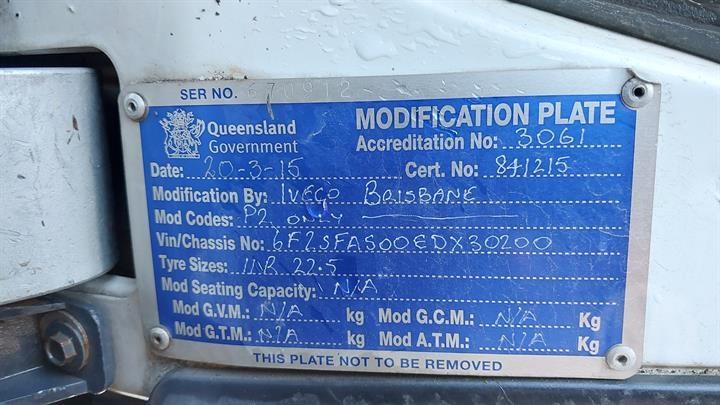 SER NO. 670912
Queensland Government
MODIFICATION PLATE
Accreditation No: 3061
Date: 20-3-15 Cert. No: 841215
Modification By: IVECO BRISBANE
Mod Codes: P2 ONLY
Vin/Chassis No: 6F2SFA500EDX30200
Tyre Sizes: 11R 22.5
Mod Seating Capacity: N/A
Mod G.V.M: N/A kg Mod G.C.M: N/A Kg
Mod G.T.M: N/A kg Mod A.T.M: N/A Kg
THIS PLATE NOT TO BE REMOVED